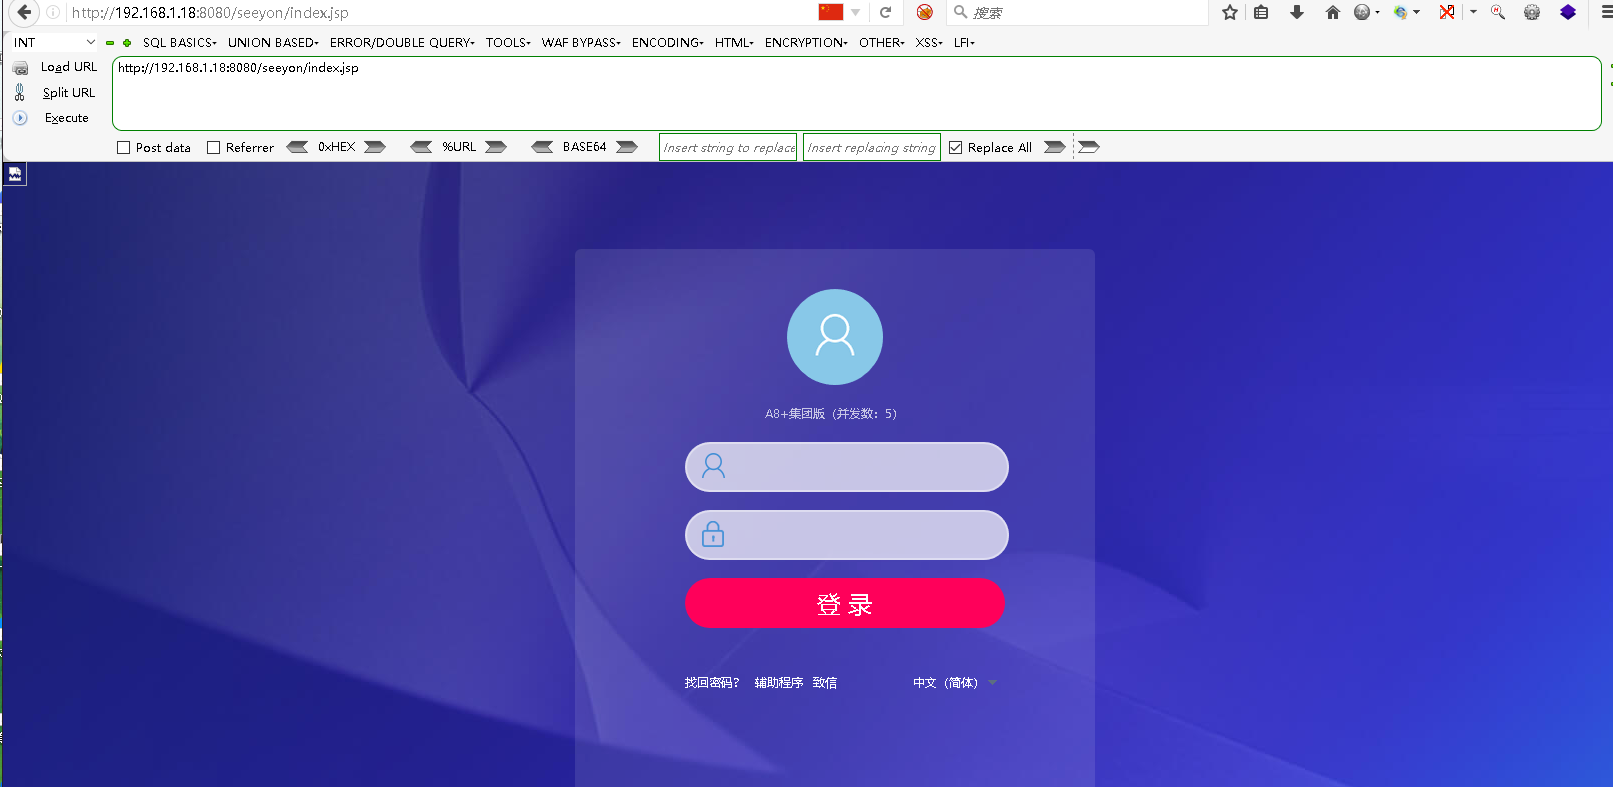 http://192.168.1.18:8080/seeyon/index.jsp 搜索
INT SQL BASICS UNION BASED ERROR/DOUBLE QUERY TOOLS WAF BYPASS ENCODING HTML ENCRYPTION OTHER XSS LFI
Load URL http://192.168.1.18:8080/seeyon/index.jsp
Split URL
Execute
Post data Referrer 0xHEX %URL BASE64 Insert string to replace Insert replacing string Replace All
A8+集团版（并发数：5）
登 录
找回密码？ 辅助程序 致信 中文（简体）